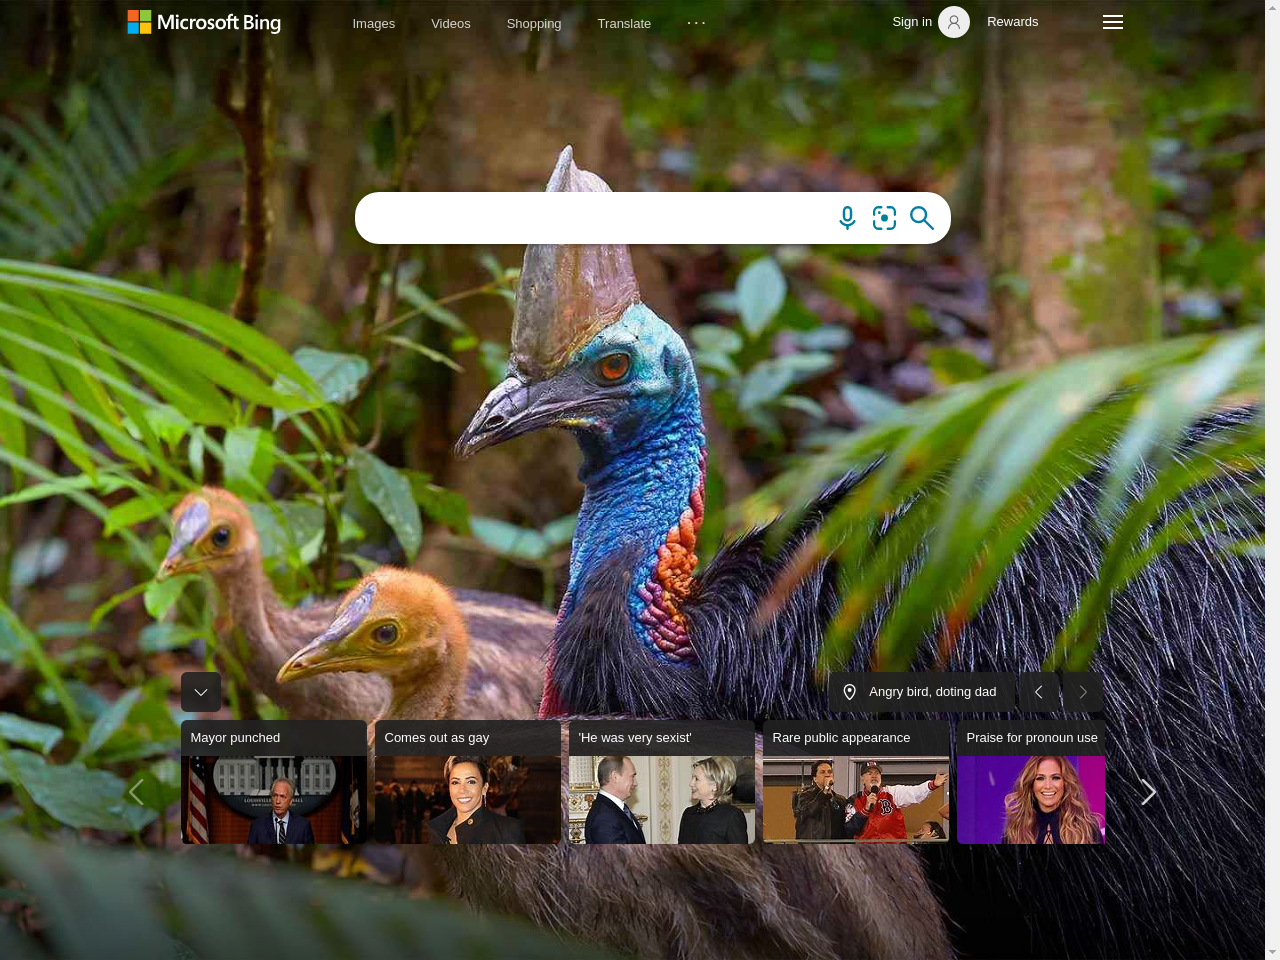 Microsoft Bing
Images Videos Shopping Translate ...
Sign in Rewards
Angry bird, doting dad
Mayor punched
Comes out as gay
'He was very sexist'
Rare public appearance
Praise for pronoun use